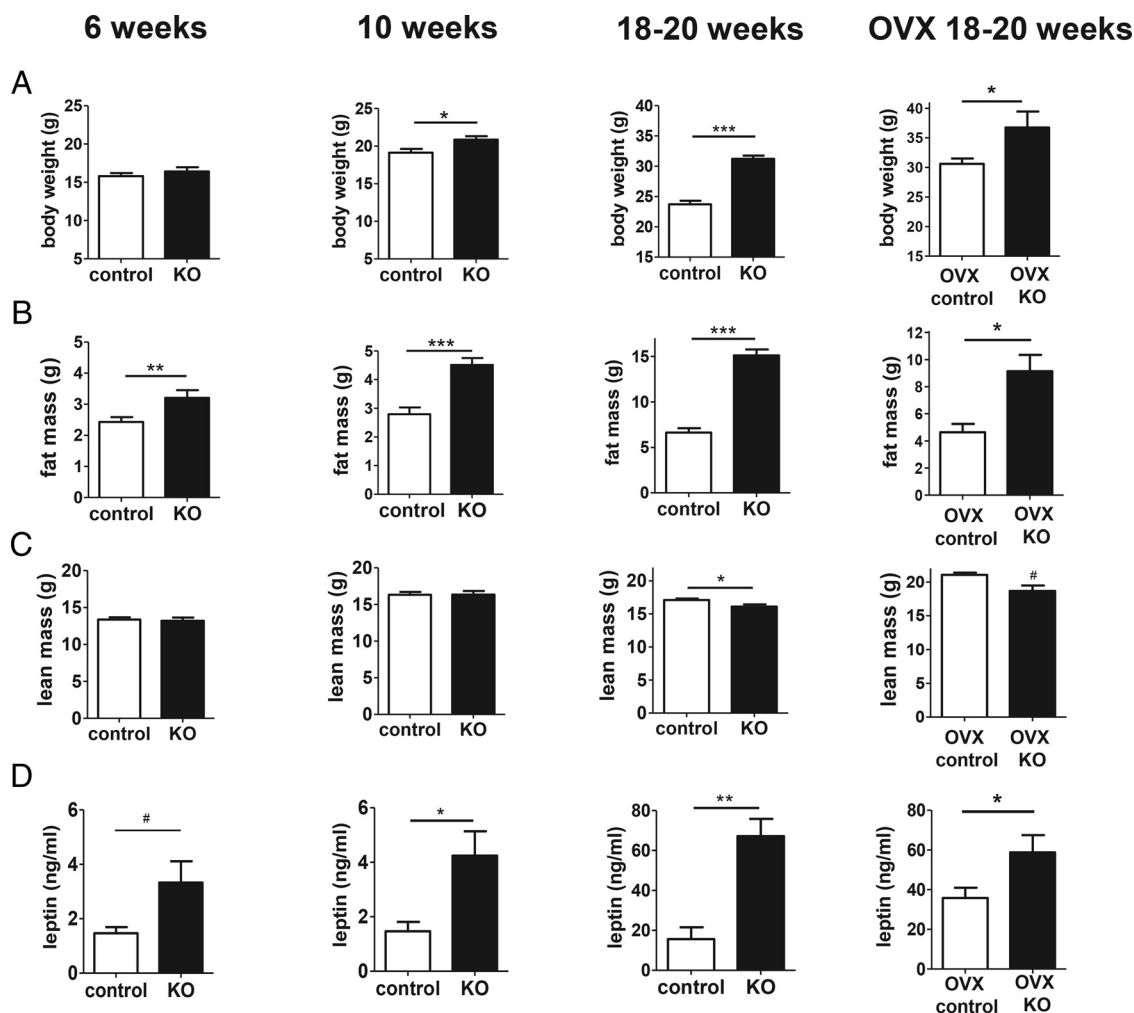 6 weeks 10 weeks 18-20 weeks OVX 18-20 weeks
A
body weight (g) 25 20 15 10 5 control KO
body weight (g) 25 20 15 10 5 * control KO
body weight (g) 40 35 30 25 20 15 *** control KO
body weight (g) 40 35 30 25 20 15 * OVX control OVX KO
B
fat mass (g) 5 4 3 2 1 0 ** control KO
fat mass (g) 5 4 3 2 1 0 *** control KO
fat mass (g) 15 10 5 0 *** control KO
fat mass (g) 12 10 8 6 4 2 0 * OVX control OVX KO
C
lean mass (g) 20 15 10 5 0 control KO
lean mass (g) 20 15 10 5 0 control KO
lean mass (g) 20 15 10 5 0 * control KO
lean mass (g) 20 15 10 5 0 # OVX control OVX KO
D
leptin (ng/ml) 6 4 2 0 # control KO
leptin (ng/ml) 6 4 2 0 * control KO
leptin (ng/ml) 80 60 40 20 0 ** control KO
leptin (ng/ml) 80 60 40 20 0 * OVX control OVX KO